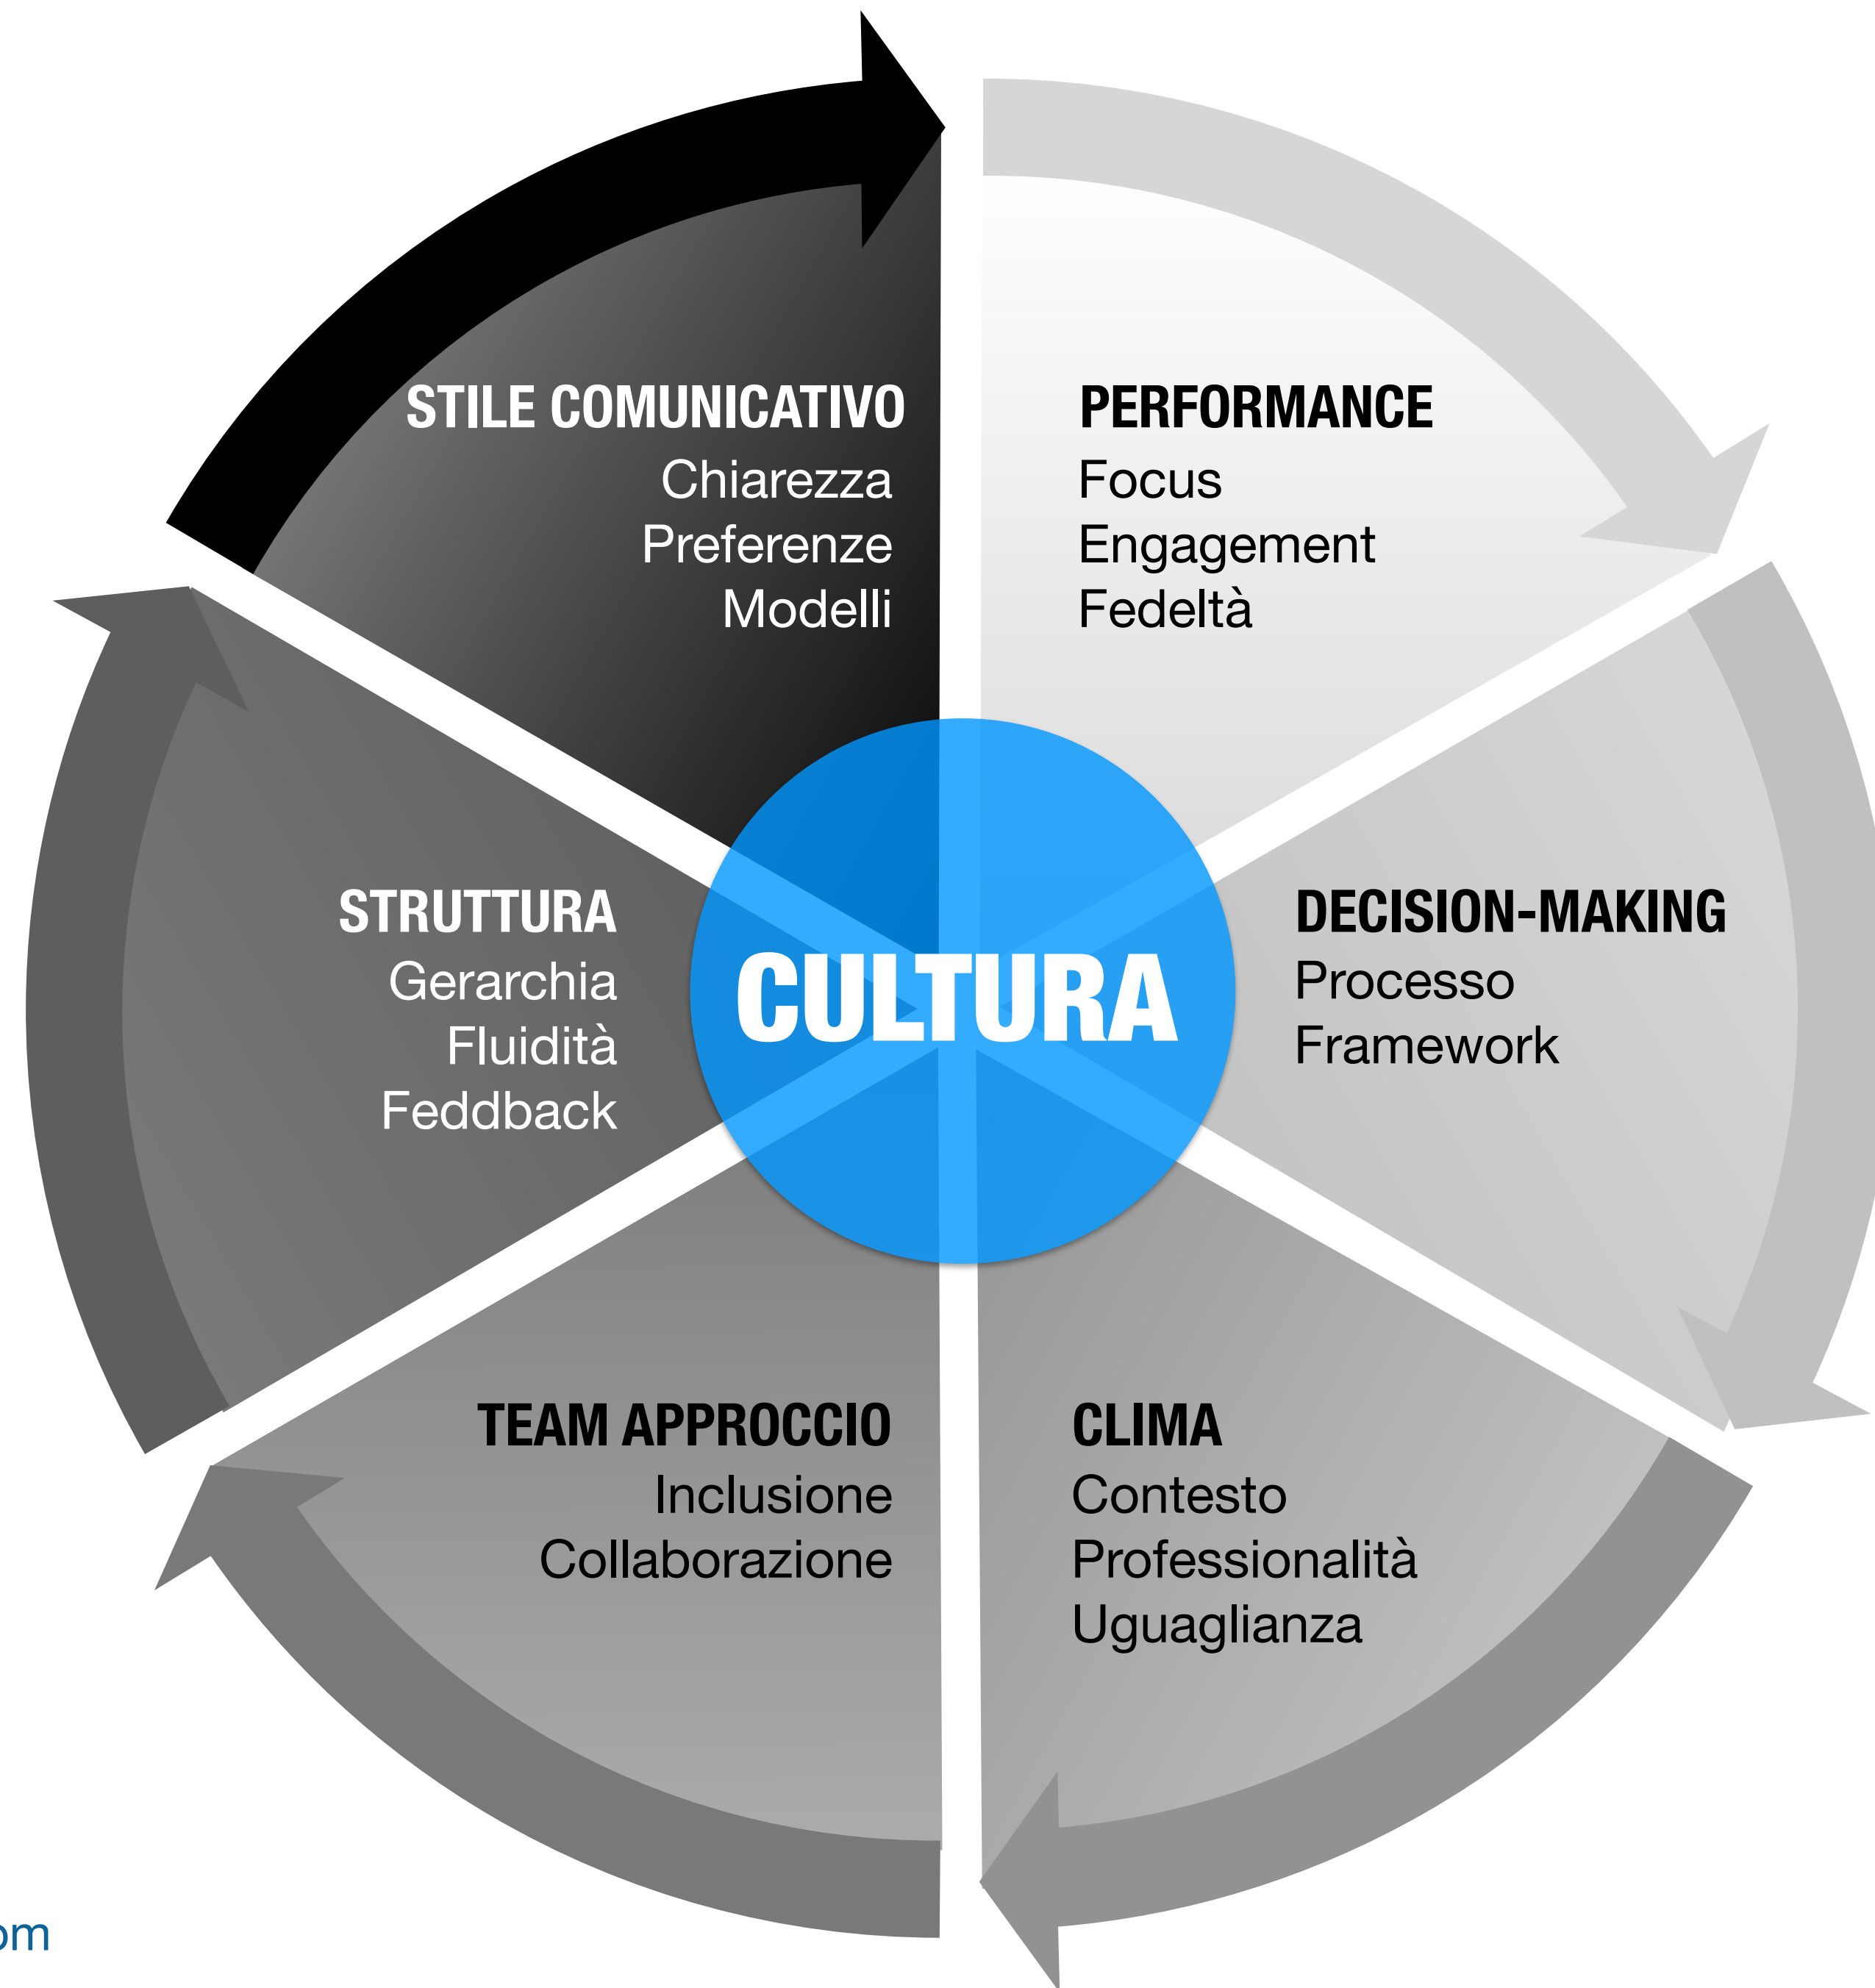 STILE COMUNICATIVO
Chiarezza
Preferenze
Modelli
PERFORMANCE
Focus
Engagement
Fedeltà
STRUTTURA
Gerarchia
Fluidità
Feddback
CULTURA
DECISION-MAKING
Processo
Framework
TEAM APPROCCIO
Inclusione
Collaborazione
CLIMA
Contesto
Professionalità
Uguaglianza